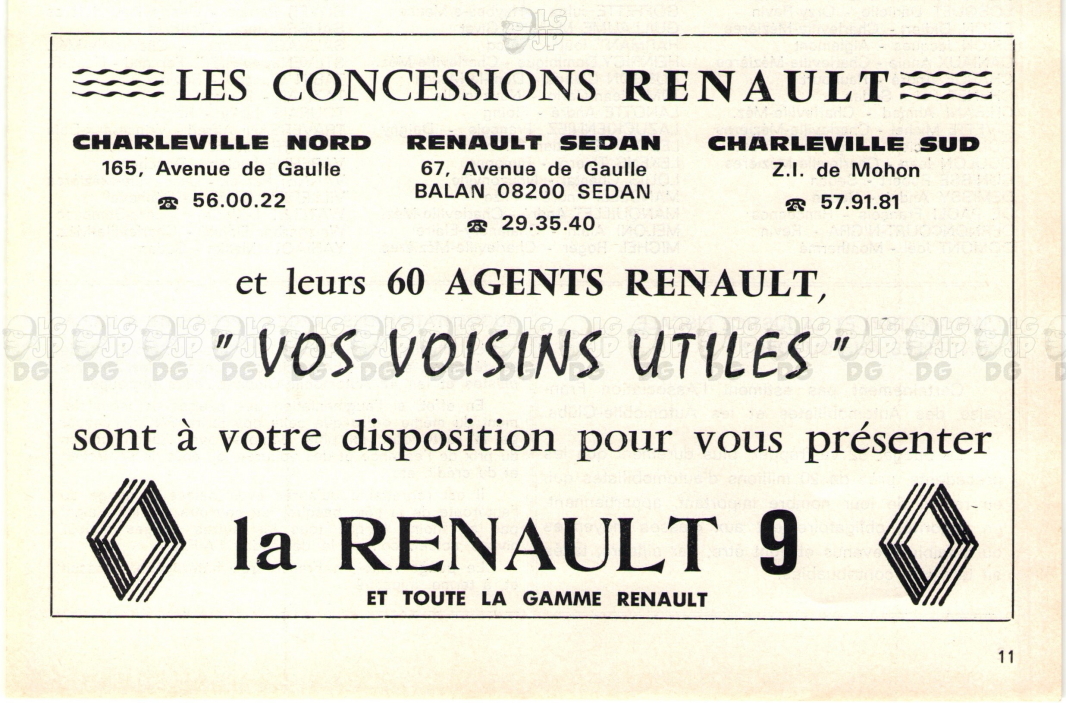 LES CONCESSIONS RENAULT
CHARLEVILLE NORD
165, Avenue de Gaulle
☎ 56.00.22
RENAULT SEDAN
67, Avenue de Gaulle
BALAN 08200 SEDAN
☎ 29.35.40
CHARLEVILLE SUD
Z.I. de Mohon
☎ 57.91.81
et leurs 60 AGENTS RENAULT,
" VOS VOISINS UTILES "
sont à votre disposition pour vous présenter
la RENAULT 9
ET TOUTE LA GAMME RENAULT
11